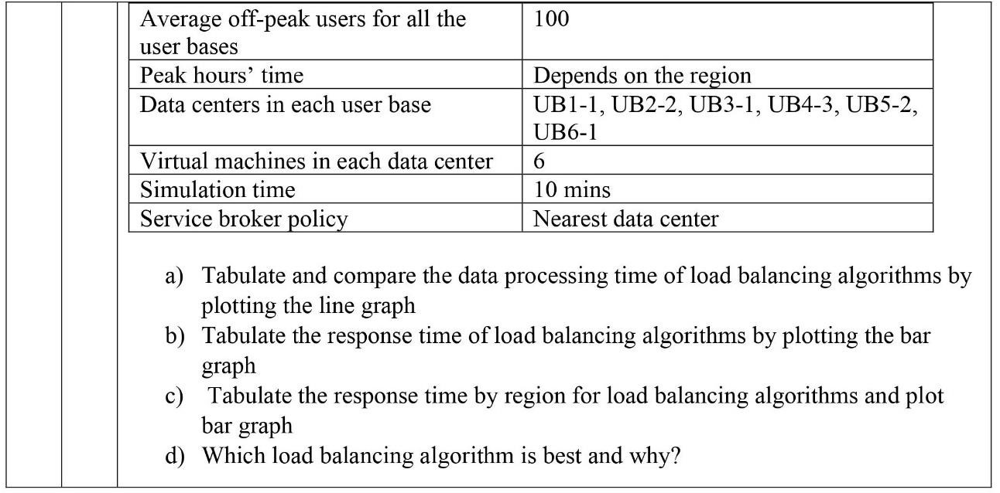 Average off-peak users for all the 100
user bases
Peak hours’ time Depends on the region
Data centers in each user base UB1-1, UB2-2, UB3-1, UB4-3, UB5-2,
UB6-1
Virtual machines in each data center 6
Simulation time 10 mins
Service broker policy Nearest data center
a) Tabulate and compare the data processing time of load balancing algorithms by
plotting the line graph
b) Tabulate the response time of load balancing algorithms by plotting the bar
graph
c) Tabulate the response time by region for load balancing algorithms and plot
bar graph
d) Which load balancing algorithm is best and why?